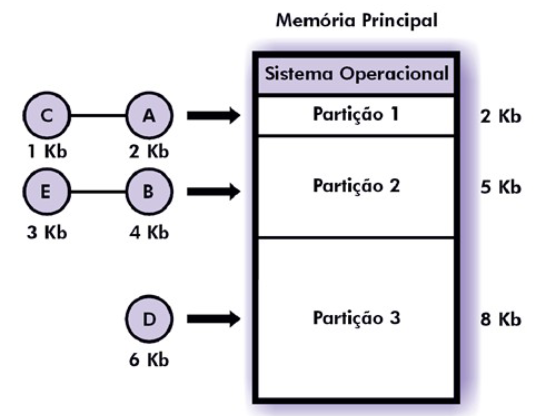 Memória Principal
Sistema Operacional
C A Partição 1 2 Kb
1 Kb 2 Kb
E B Partição 2 5 Kb
3 Kb 4 Kb
D Partição 3 8 Kb
6 Kb